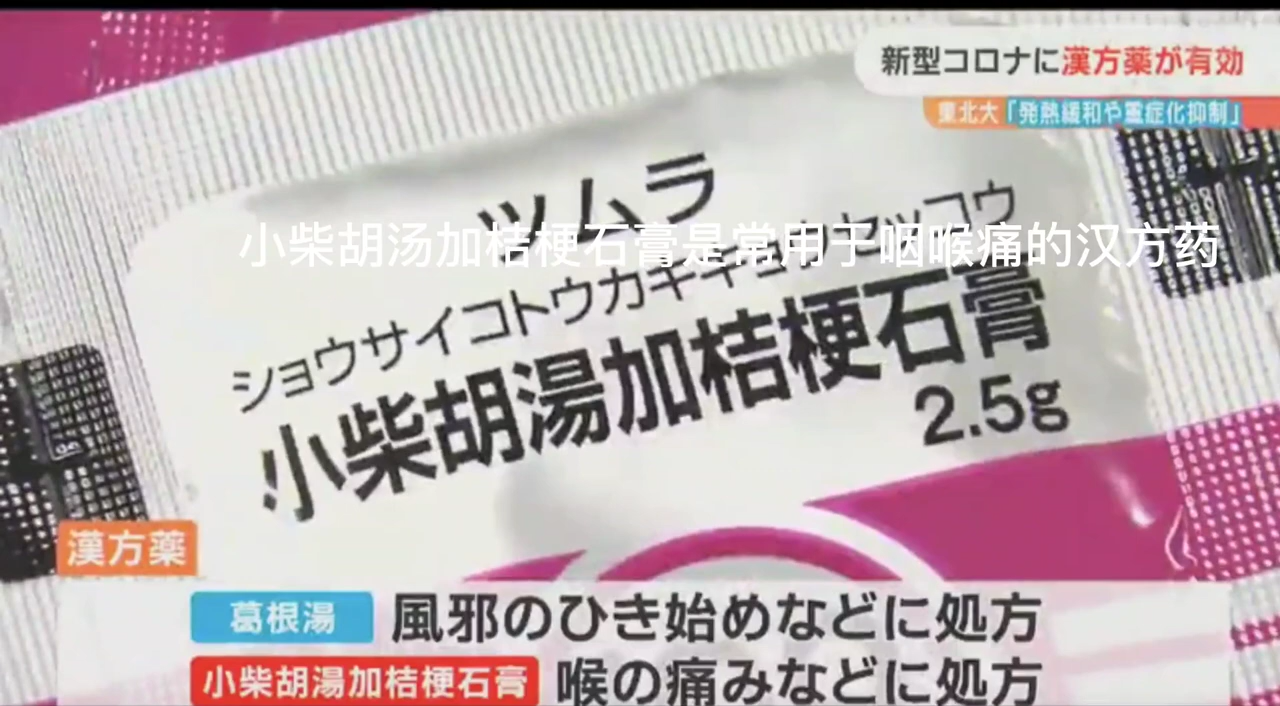 新型コロナに漢方薬が有効
東北大「発熱緩和や重症化抑制」
ツムラ
小柴胡汤加桔梗石膏是常用于咽喉痛的汉方药
ショウサイコトウカキキョウセッコウ
小柴胡湯加桔梗石膏
2.5g
漢方薬
葛根湯 風邪のひき始めなどに処方
小柴胡湯加桔梗石膏 喉の痛みなどに処方